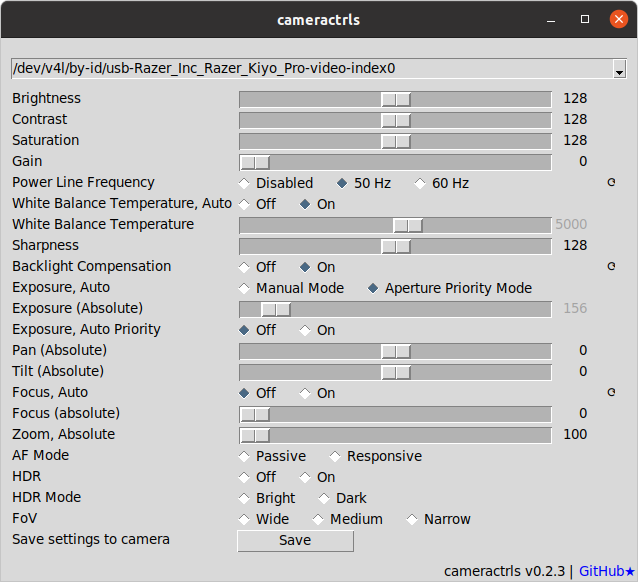 cameractrls
/dev/v4l/by-id/usb-Razer_Inc_Razer_Kiyo_Pro-video-index0
Brightness 128
Contrast 128
Saturation 128
Gain 0
Power Line Frequency Disabled 50 Hz 60 Hz
White Balance Temperature, Auto Off On
White Balance Temperature 5000
Sharpness 128
Backlight Compensation Off On
Exposure, Auto Manual Mode Aperture Priority Mode
Exposure (Absolute) 156
Exposure, Auto Priority Off On
Pan (Absolute) 0
Tilt (Absolute) 0
Focus, Auto Off On
Focus (absolute) 0
Zoom, Absolute 100
AF Mode Passive Responsive
HDR Off On
HDR Mode Bright Dark
FoV Wide Medium Narrow
Save settings to camera Save
cameractrls v0.2.3 | GitHub★